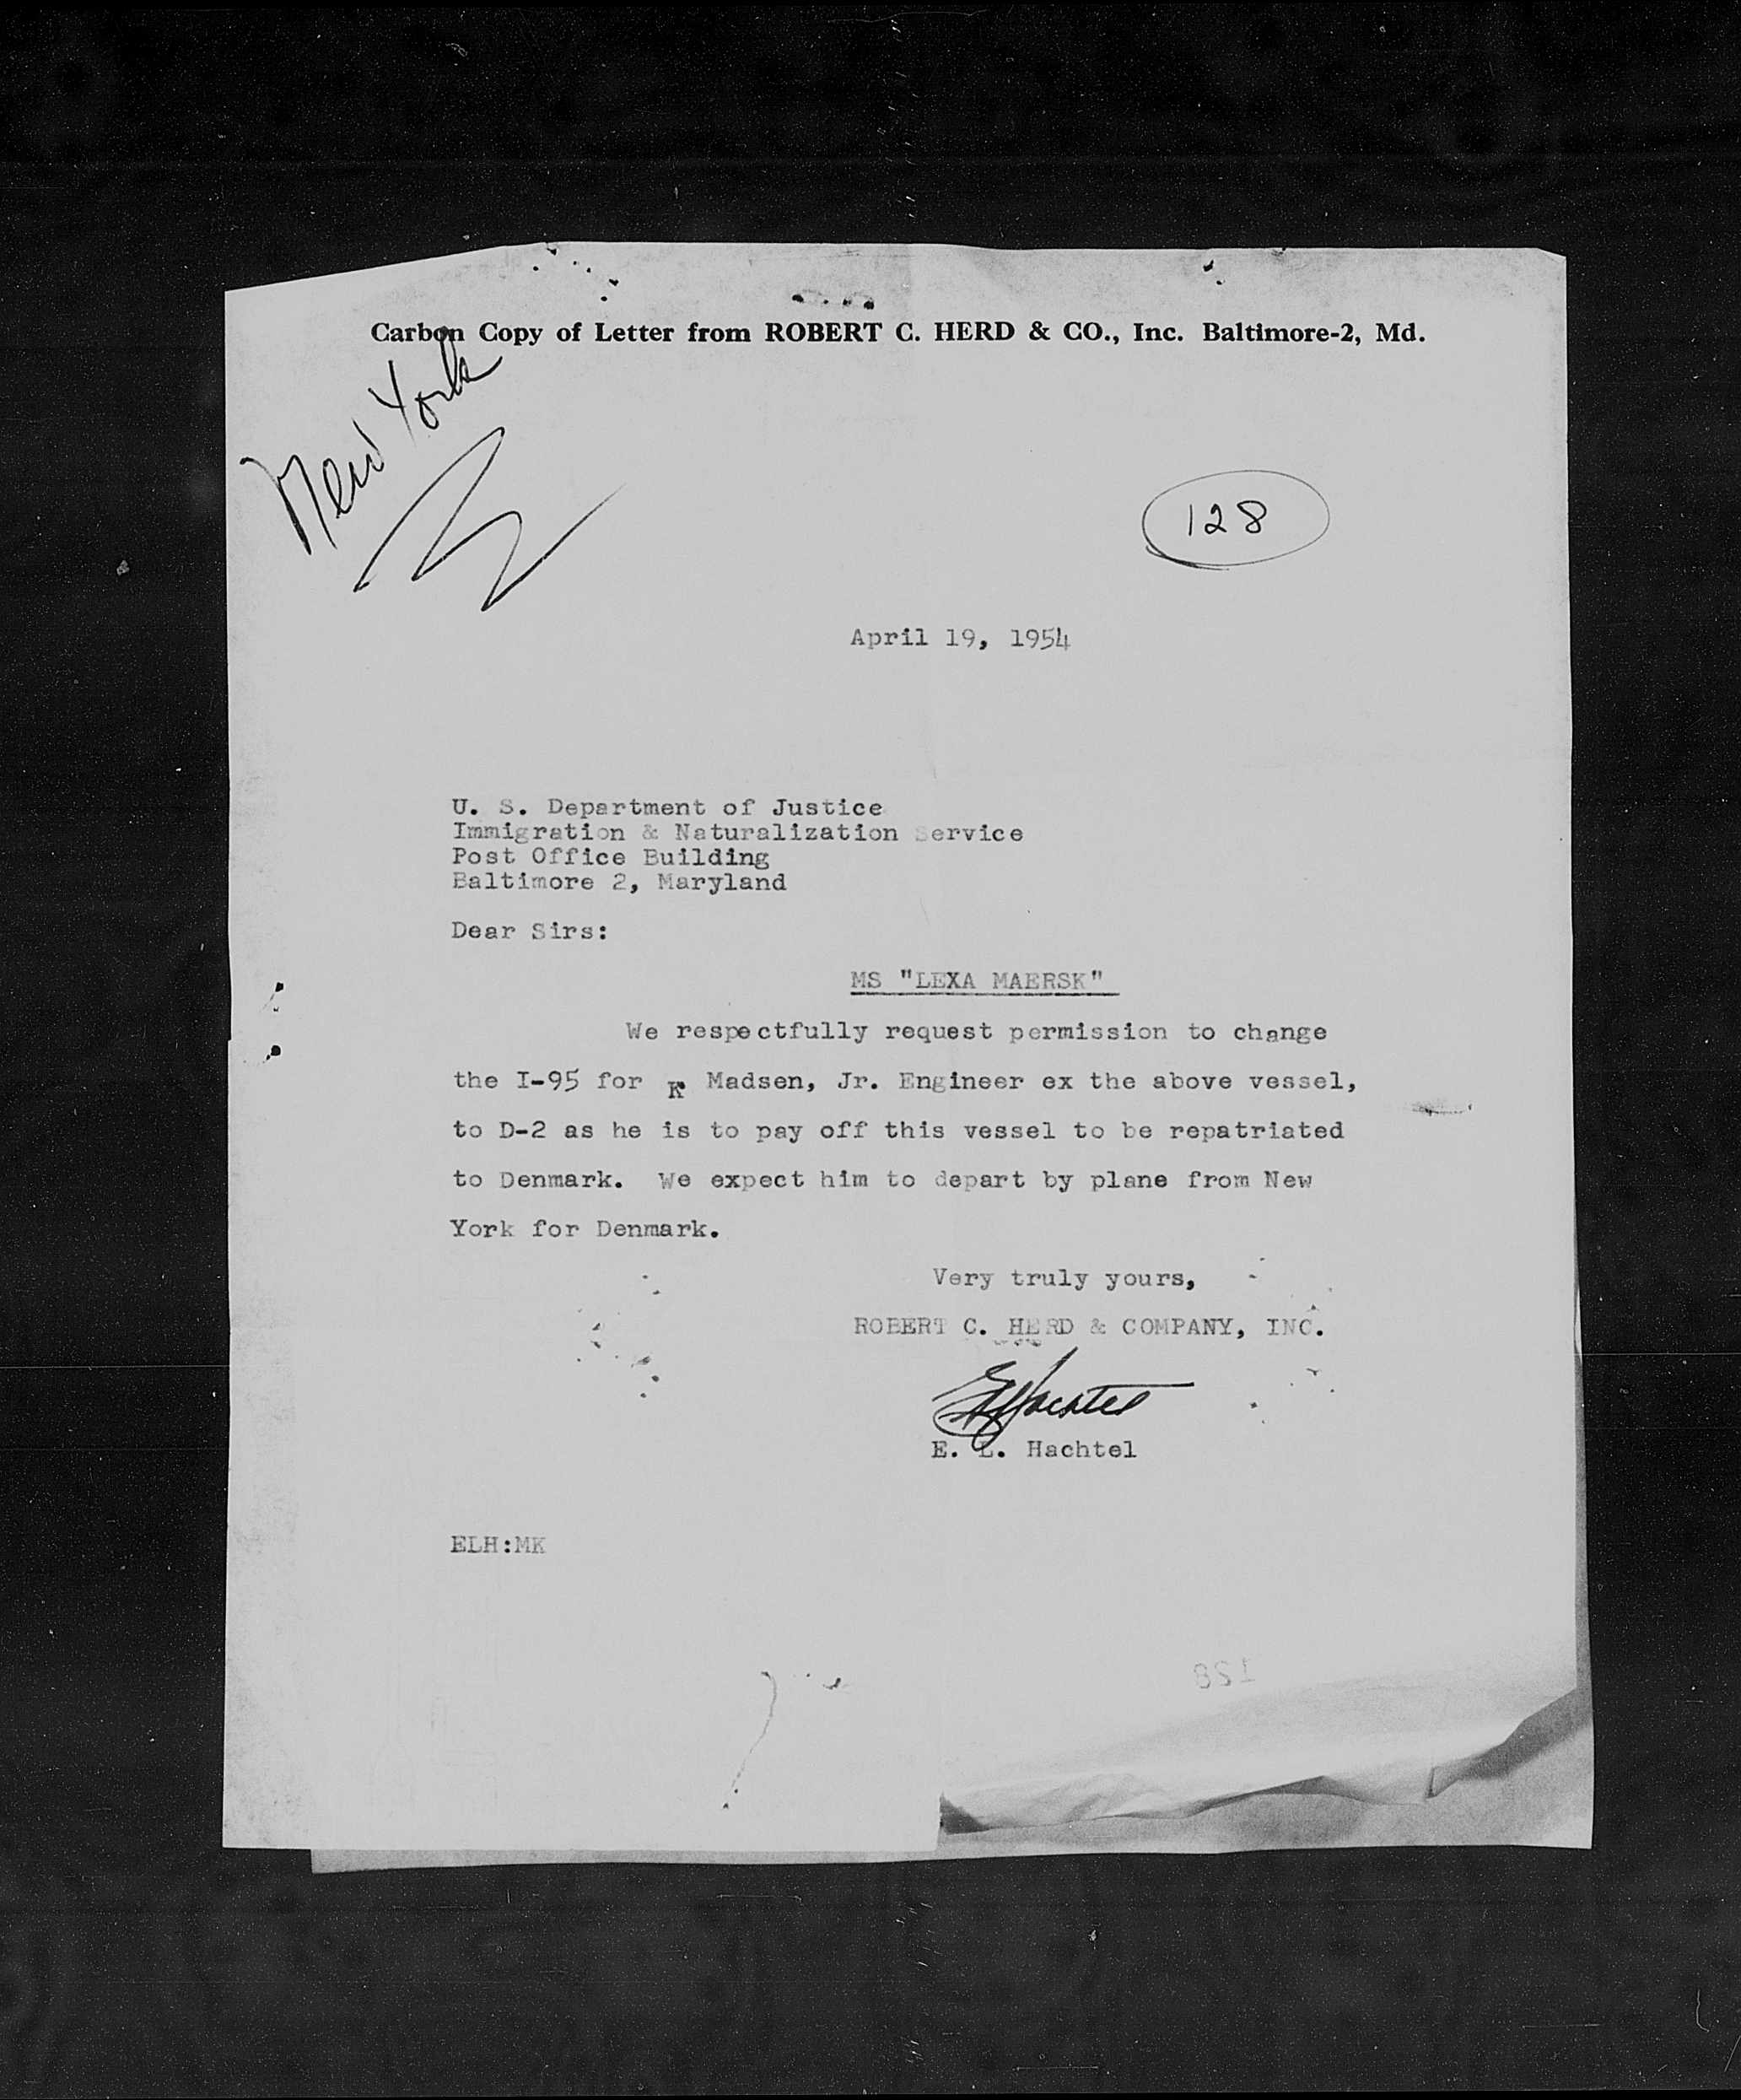 Carbon Copy of Letter from ROBERT C. HERD & CO., Inc. Baltimore-2, Md.
New York
128
April 19, 1954
U. S. Department of Justice
Immigration & Naturalization Service
Post Office Building
Baltimore 2, Maryland
Dear Sirs:
MS "LEXA MAERSK"
We respectfully request permission to change
the I-95 for K. Madsen, Jr. Engineer ex the above vessel,
to D-2 as he is to pay off this vessel to be repatriated
to Denmark. We expect him to depart by plane from New
York for Denmark.
Very truly yours,
ROBERT C. HERD & COMPANY, INC.
E L Hachtel
E. L. Hachtel
ELH:MK